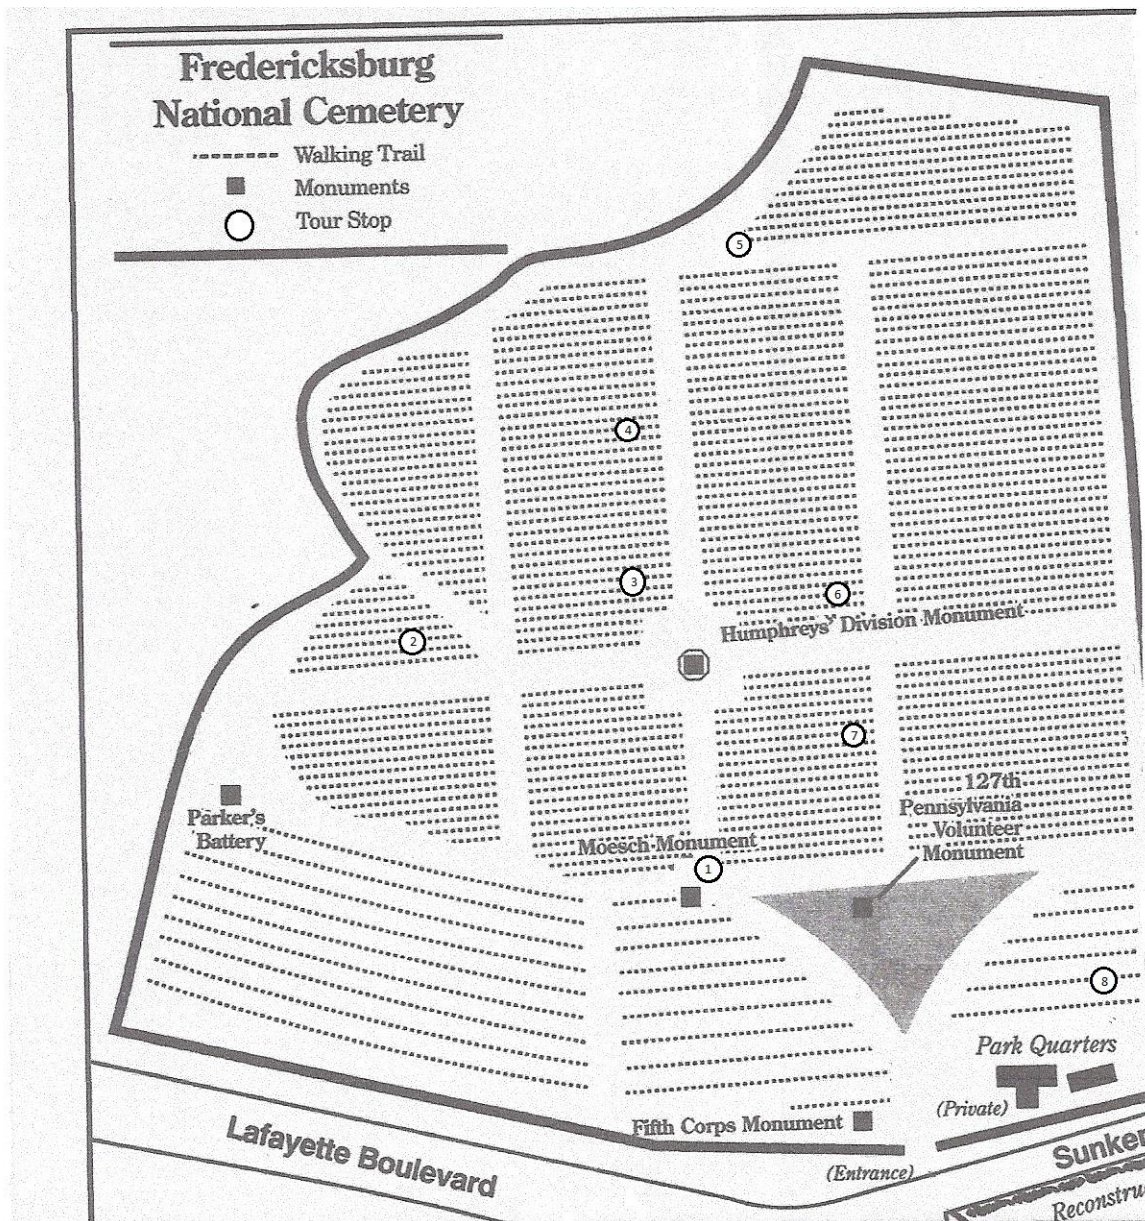 Fredericksburg
National Cemetery
Walking Trail
Monuments
Tour Stop
5
4
3
6
2
Humphreys' Division Monument
7
127th
Pennsylvania
Volunteer
Monument
Parker's
Battery
Moesch Monument
1
8
Park Quarters
(Private)
Fifth Corps Monument
(Entrance)
Lafayette Boulevard
Sunker
Reconstru